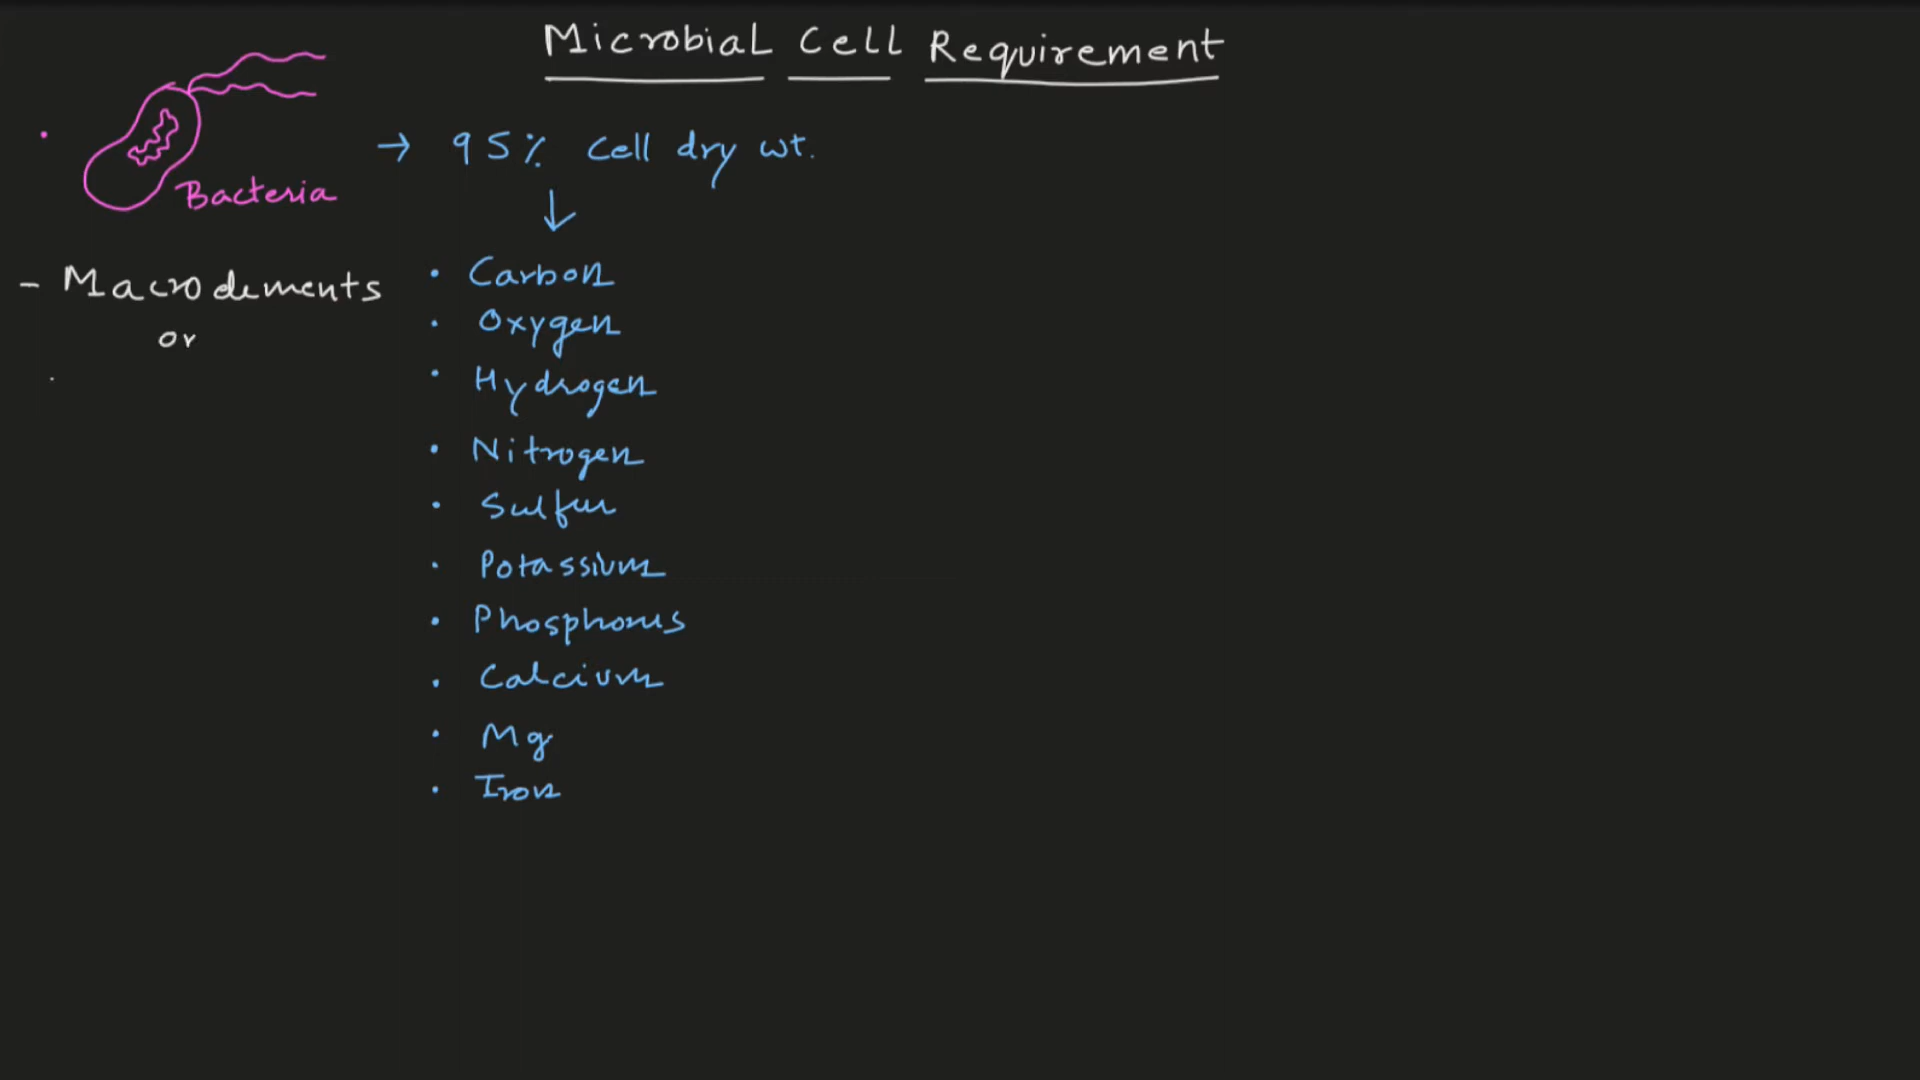 Microbial Cell Requirement
→ 95% Cell dry wt.
Bacteria
- Macroelements
or
• Carbon
• Oxygen
• Hydrogen
• Nitrogen
• Sulfur
• Potassium
• Phosphorus
• Calcium
• Mg
• Iron